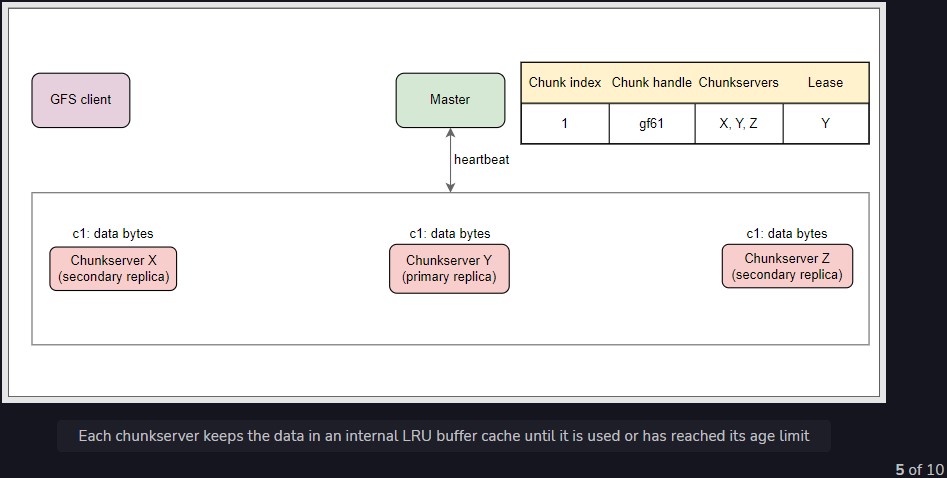 GFS client
Master
Chunk index Chunk handle Chunkservers Lease
1 gf61 X, Y, Z Y
heartbeat
c1: data bytes
Chunkserver X
(secondary replica)
c1: data bytes
Chunkserver Y
(primary replica)
c1: data bytes
Chunkserver Z
(secondary replica)
Each chunkserver keeps the data in an internal LRU buffer cache until it is used or has reached its age limit
5 of 10